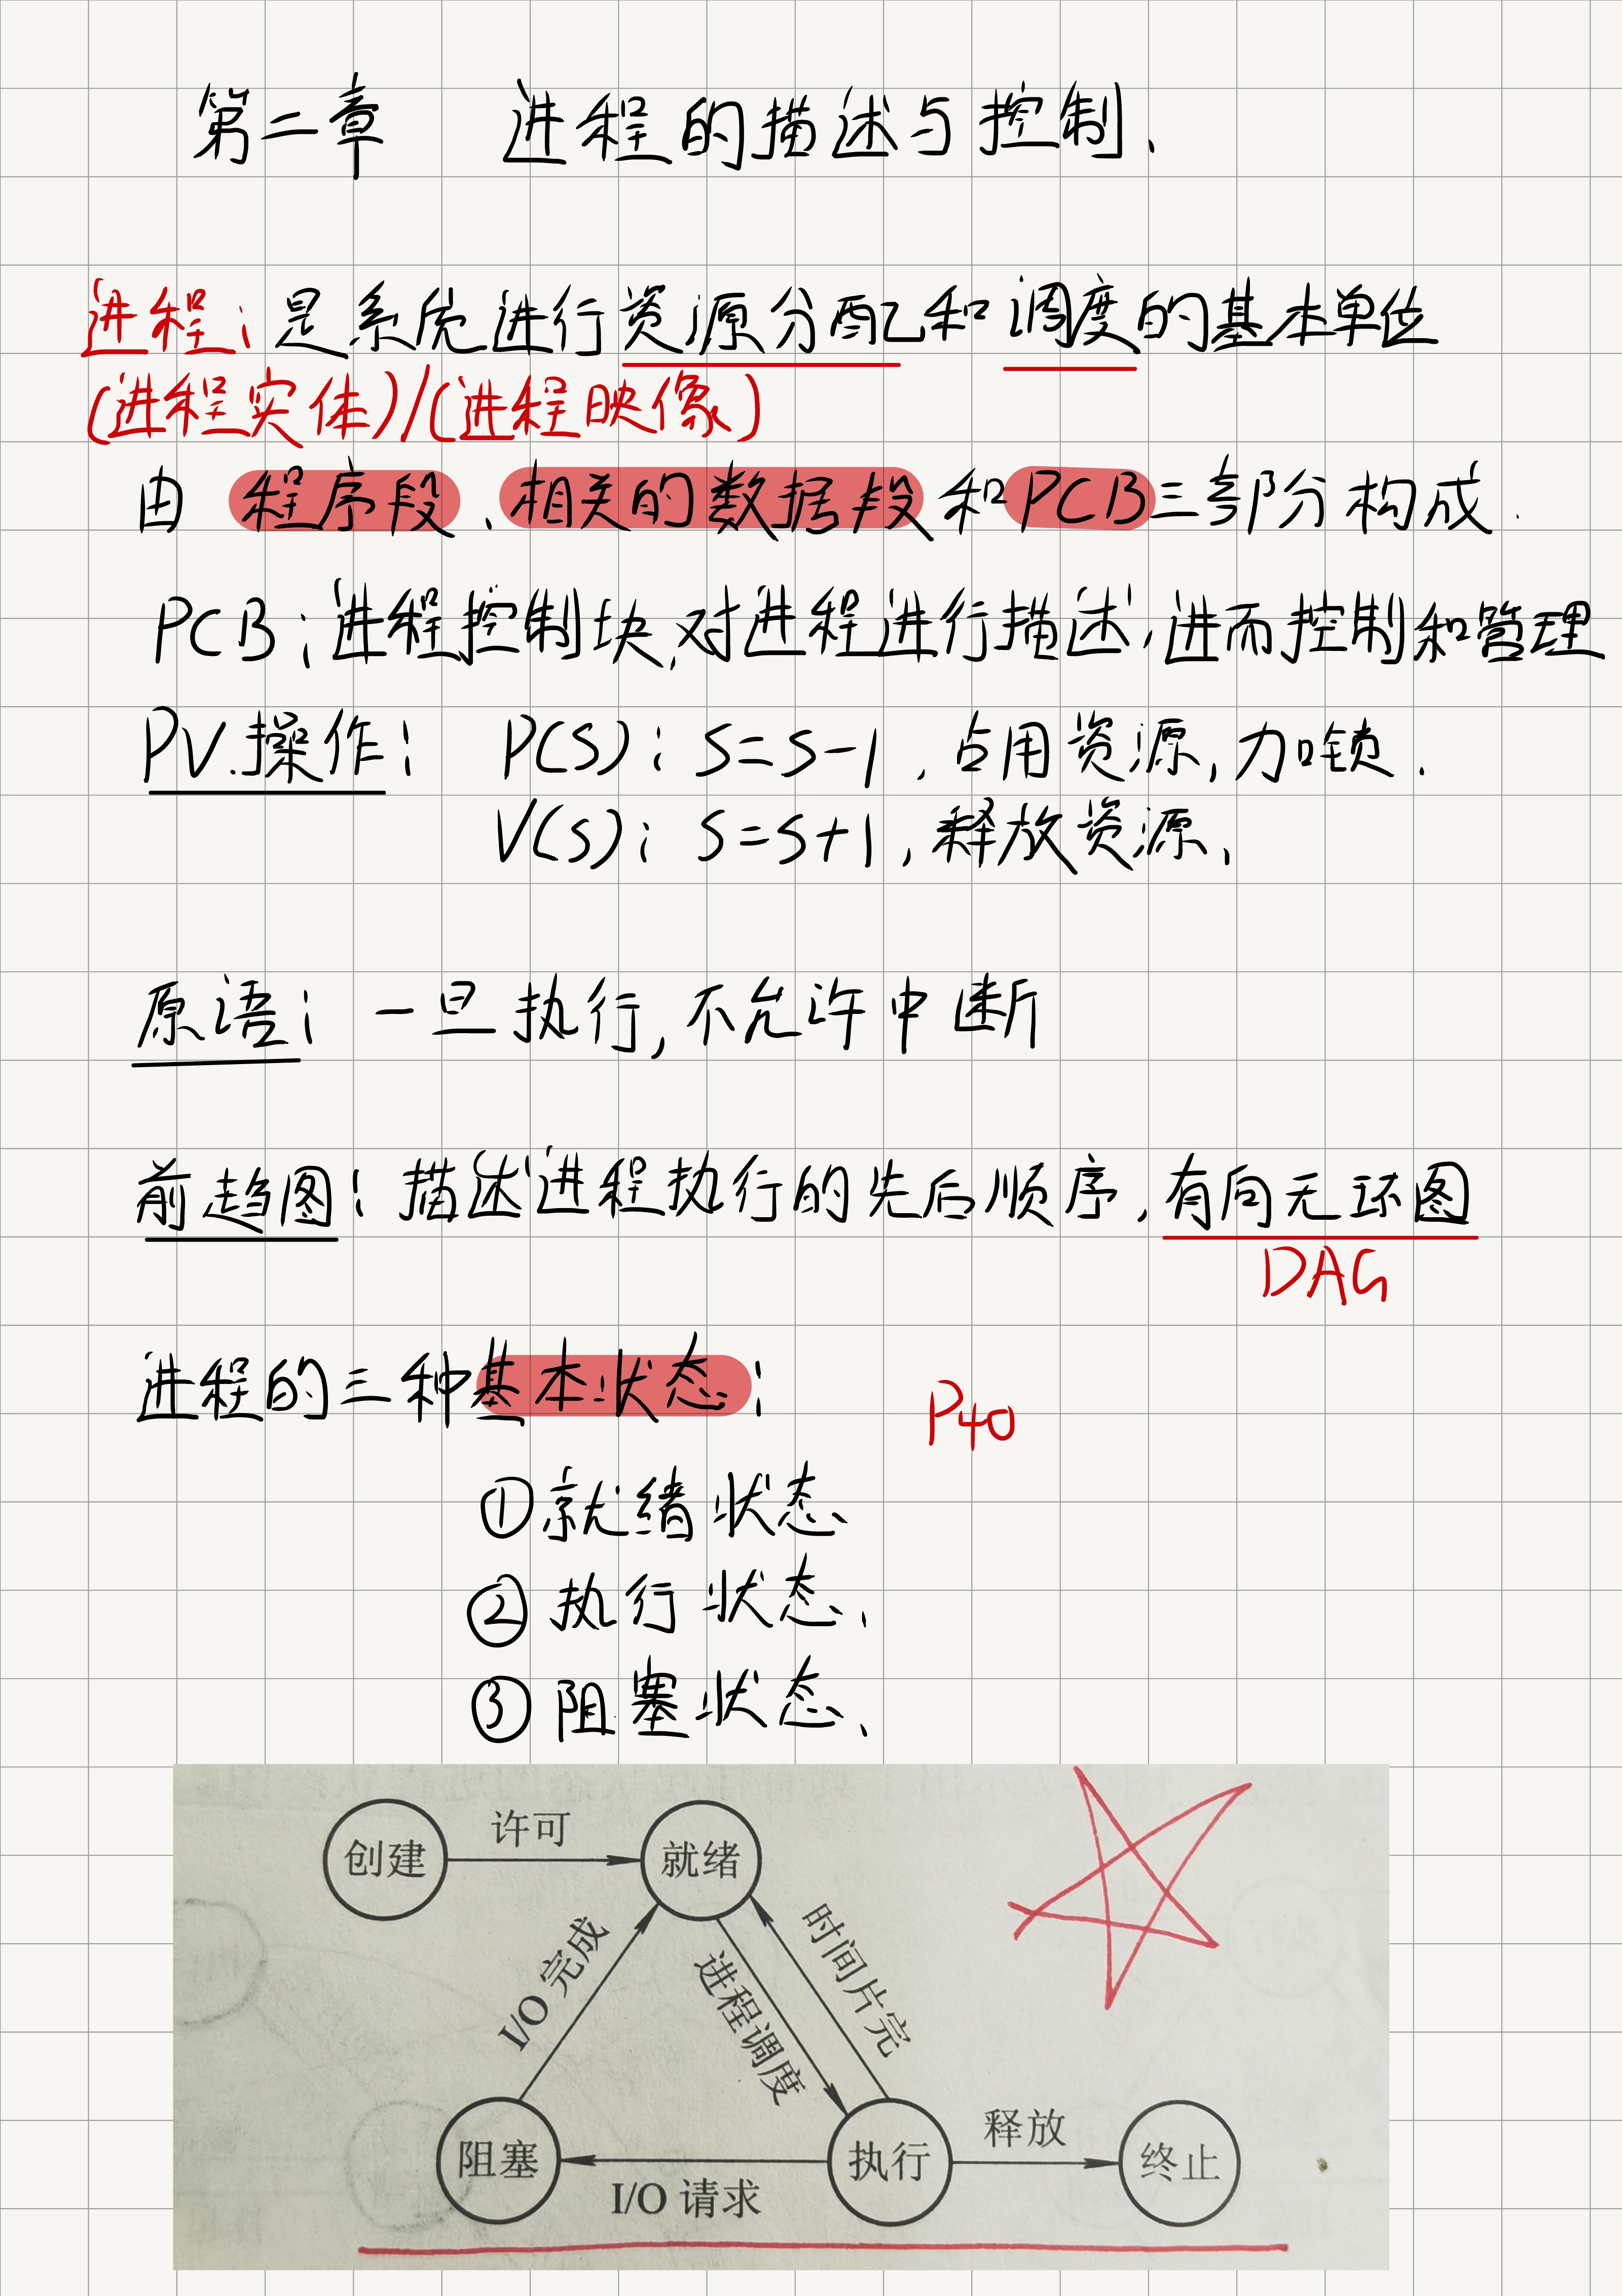 第二章 进程的描述与控制、
进程：是系统进行资源分配和调度的基本单位
(进程实体)/(进程映像)
由程序段、相关的数据段和PCB三部分构成.
PCB：进程控制块,对进程进行描述,进而控制和管理
PV.操作： P(S)：S=S-1,占用资源,加锁.
V(S)：S=S+1,释放资源、
原语：一旦执行,不允许中断
前趋图：描述进程执行的先后顺序,有向无环图
DAG
进程的三种基本状态：
P40
①就绪状态、
②执行状态、
③阻塞状态、
创建 许可 就绪
I/O 完成 进程调度 时间片完
阻塞 I/O 请求 执行 释放 终止